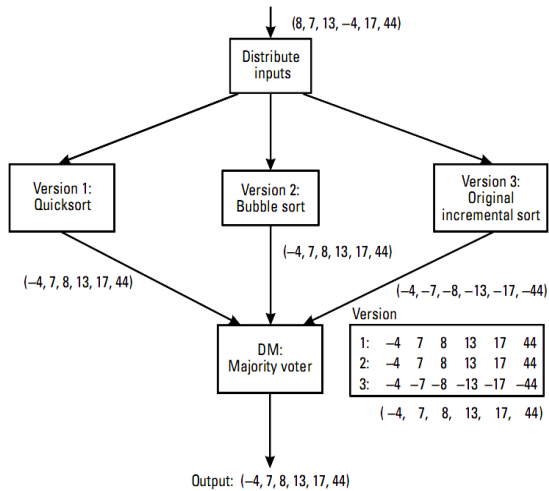 (8, 7, 13, –4, 17, 44)
Distribute
inputs
Version 1:
Quicksort
Version 2:
Bubble sort
Version 3:
Original
incremental sort
(–4, 7, 8, 13, 17, 44)
(–4, 7, 8, 13, 17, 44)
(–4, –7, –8, –13, –17, –44)
DM:
Majority voter
Version
1: –4 7 8 13 17 44
2: –4 7 8 13 17 44
3: –4 –7 –8 –13 –17 –44
(–4, 7, 8, 13, 17, 44)
Output: (–4, 7, 8, 13, 17, 44)